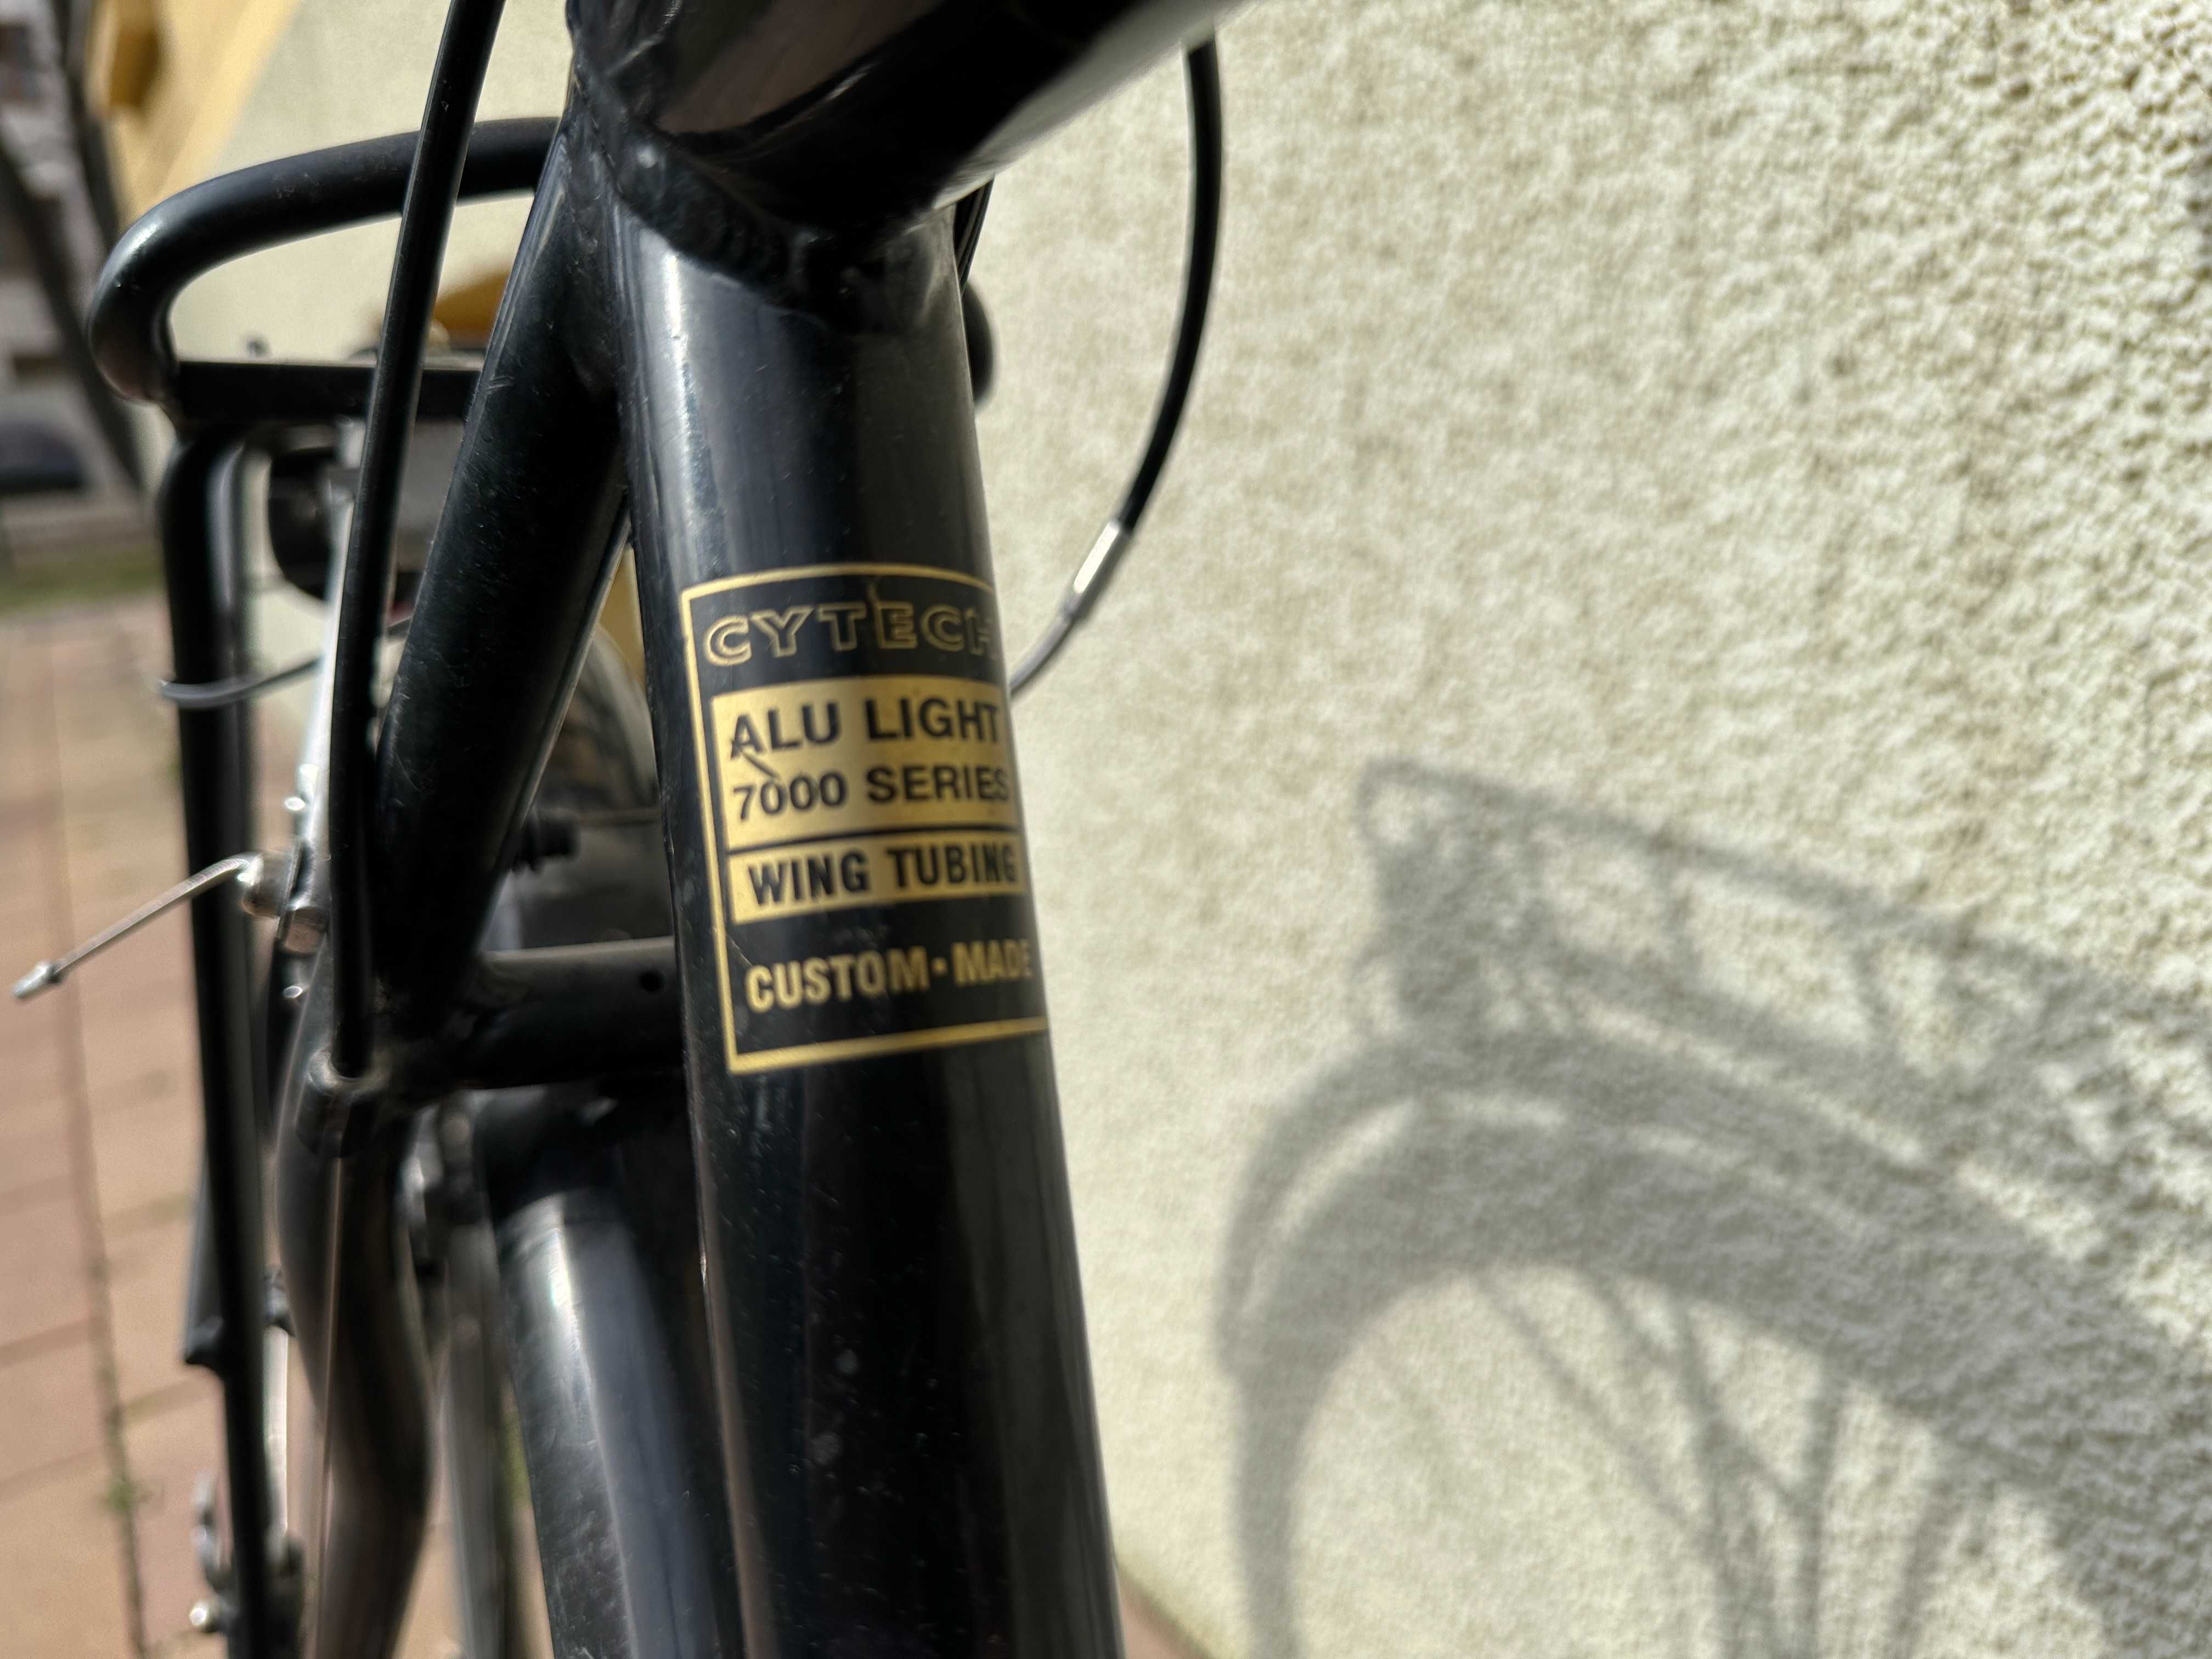 CYTECH
ALU LIGHT
7000 SERIES
WING TUBING
CUSTOM·MADE